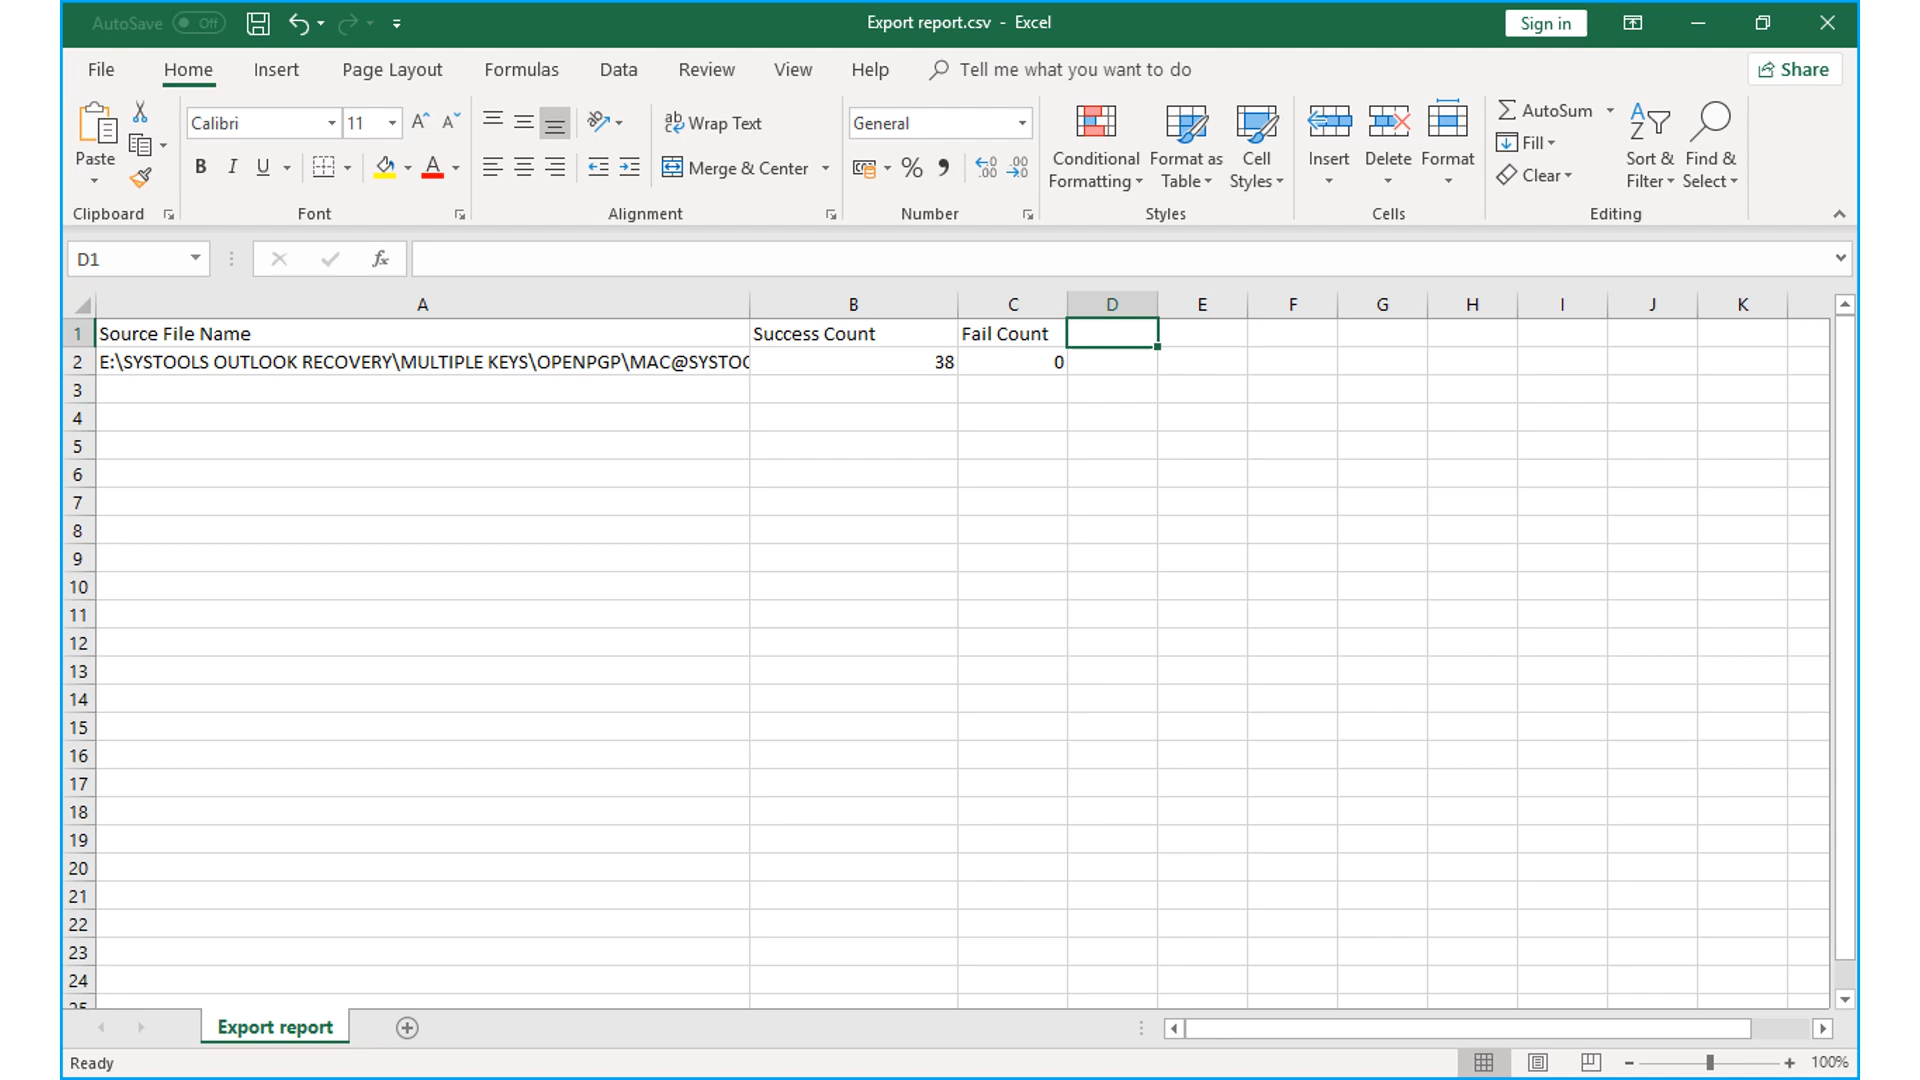 AutoSave Off Export report.csv - Excel Sign in
File Home Insert Page Layout Formulas Data Review View Help Tell me what you want to do Share
Calibri 11 ab Wrap Text General
Paste B I U A Merge & Center % Conditional Formatting Format as Table Cell Styles Insert Delete Format AutoSum Fill Clear Sort & Filter Find & Select
Clipboard Font Alignment Number Styles Cells Editing
D1 fx
A B C D E F G H I J K
1 Source File Name Success Count Fail Count
2 E:\SYSTOOLS OUTLOOK RECOVERY\MULTIPLE KEYS\OPENPGP\MAC@SYSTOO 38 0
3
4
5
6
7
8
9
10
11
12
13
14
15
16
17
18
19
20
21
22
23
24
25
Export report
Ready 100%